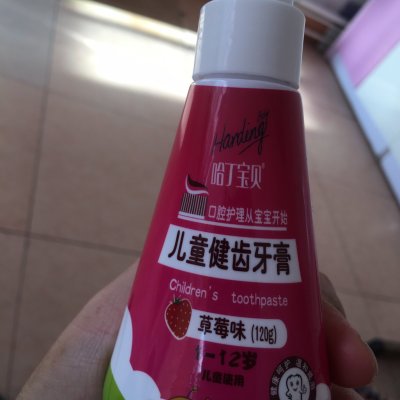 Harding
哈丁宝贝
口腔护理从宝宝开始
儿童健齿牙膏
Children's toothpaste
草莓味(120g)
-12岁
儿童适用